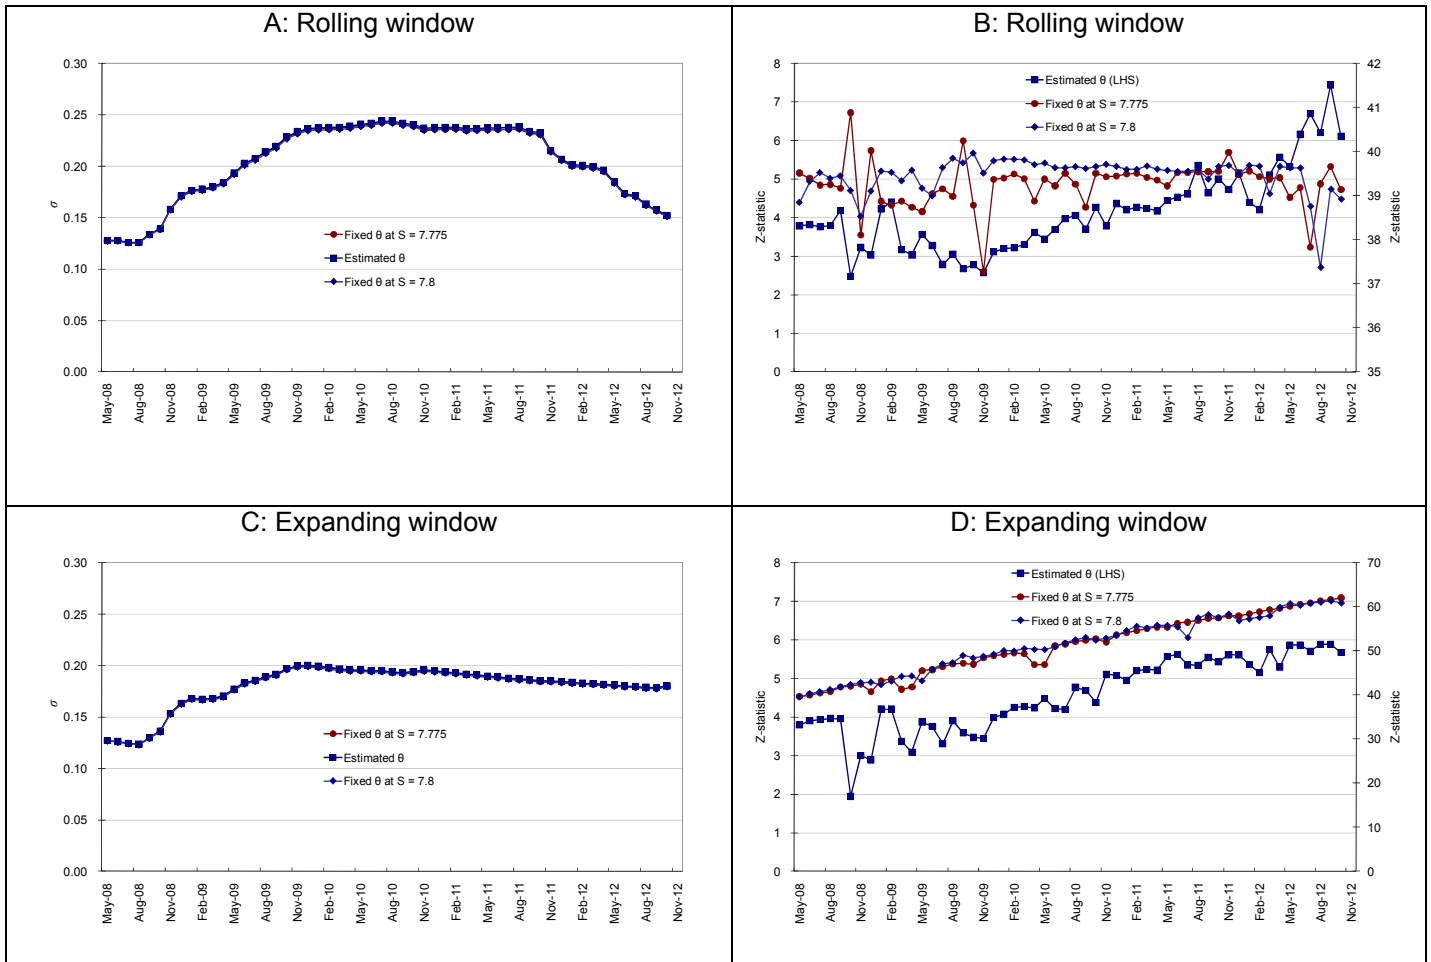 A: Rolling window
0.30
0.25
0.20
0.15
0.10
0.05
0.00
σ
Fixed θ at S = 7.775
Estimated θ
Fixed θ at S = 7.8
May-08
Aug-08
Nov-08
Feb-09
May-09
Aug-09
Nov-09
Feb-10
May-10
Aug-10
Nov-10
Feb-11
May-11
Aug-11
Nov-11
Feb-12
May-12
Aug-12
Nov-12
B: Rolling window
8
7
6
5
4
3
2
1
0
Z-statistic
Estimated θ (LHS)
Fixed θ at S = 7.775
Fixed θ at S = 7.8
42
41
40
39
38
37
36
35
Z-statistic
May-08
Aug-08
Nov-08
Feb-09
May-09
Aug-09
Nov-09
Feb-10
May-10
Aug-10
Nov-10
Feb-11
May-11
Aug-11
Nov-11
Feb-12
May-12
Aug-12
Nov-12
C: Expanding window
0.30
0.25
0.20
0.15
0.10
0.05
0.00
σ
Fixed θ at S = 7.775
Estimated θ
Fixed θ at S = 7.8
May-08
Aug-08
Nov-08
Feb-09
May-09
Aug-09
Nov-09
Feb-10
May-10
Aug-10
Nov-10
Feb-11
May-11
Aug-11
Nov-11
Feb-12
May-12
Aug-12
Nov-12
D: Expanding window
8
7
6
5
4
3
2
1
0
Z-statistic
Estimated θ (LHS)
Fixed θ at S = 7.775
Fixed θ at S = 7.8
70
60
50
40
30
20
10
0
Z-statistic
May-08
Aug-08
Nov-08
Feb-09
May-09
Aug-09
Nov-09
Feb-10
May-10
Aug-10
Nov-10
Feb-11
May-11
Aug-11
Nov-11
Feb-12
May-12
Aug-12
Nov-12